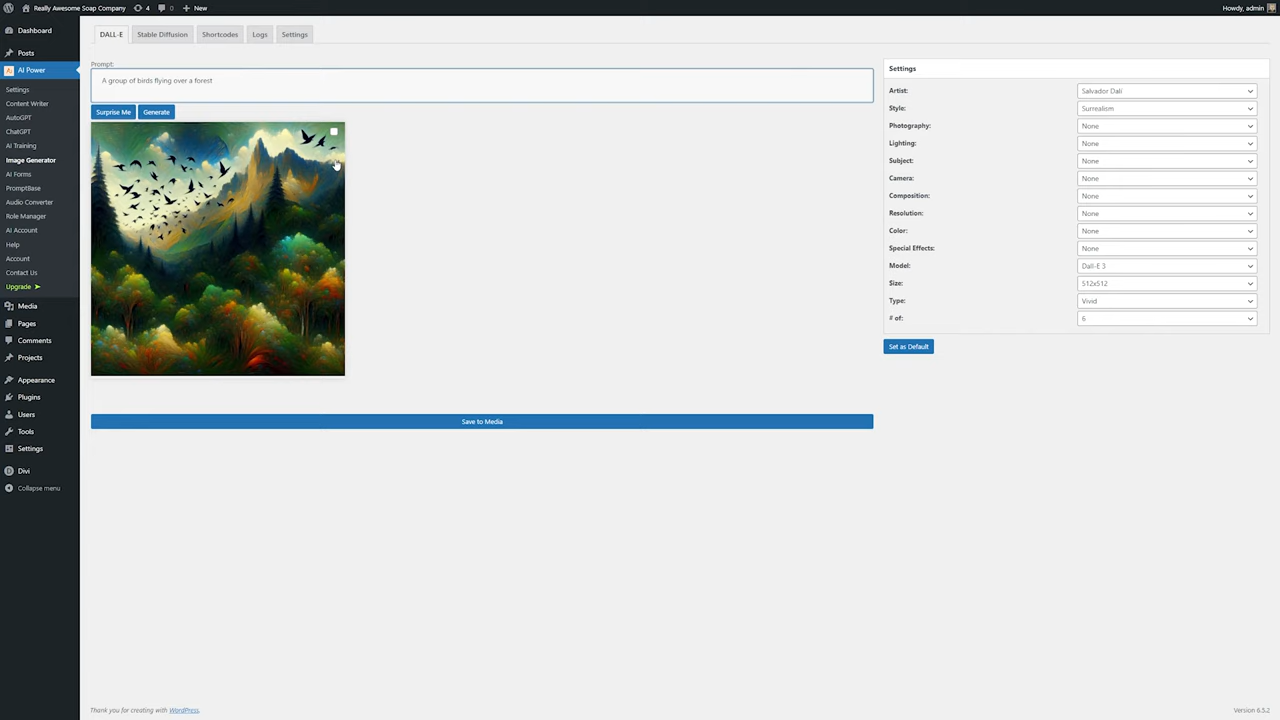 Really Awesome Soap Company 4 0 New Howdy, admin
Dashboard
Posts
AI Power
Settings
Content Writer
AutoGPT
ChatGPT
AI Training
Image Generator
AI Forms
PromptBase
Audio Converter
Role Manager
AI Account
Help
Account
Contact Us
Upgrade ➤
Media
Pages
Comments
Projects
Appearance
Plugins
Users
Tools
Settings
Divi
Collapse menu
DALL-E Stable Diffusion Shortcodes Logs Settings
Prompt:
A group of birds flying over a forest
Surprise Me Generate
Save to Media
Settings
Artist: Salvador Dalí
Style: Surrealism
Photography: None
Lighting: None
Subject: None
Camera: None
Composition: None
Resolution: None
Color: None
Special Effects: None
Model: Dall-E 3
Size: 512x512
Type: Vivid
# of: 6
Set as Default
Thank you for creating with WordPress. Version 6.5.2